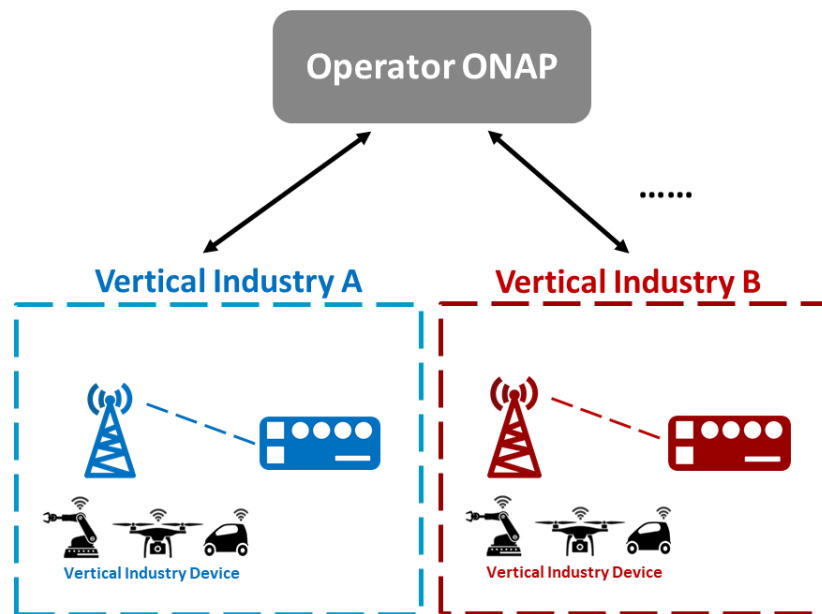 Operator ONAP
......
Vertical Industry A
Vertical Industry B
Vertical Industry Device
Vertical Industry Device